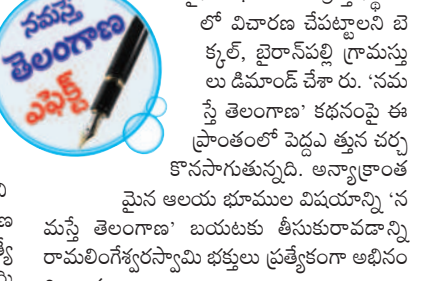 నమస్తే
తెలంగాణ
ఎఫెక్ట్
లో విచారణ చేపట్టాలని బె
క్కల్, బైరాన్‌పల్లి గ్రామస్తు
లు డిమాండ్ చేశా రు. ‘నమ
స్తే తెలంగాణ’ కథనంపై ఈ
ప్రాంతంలో పెద్దఎ త్తున చర్చ
కొనసాగుతున్నది. అన్యాక్రాంత
మైన ఆలయ భూముల విషయాన్ని ‘న
మస్తే తెలంగాణ’ బయటకు తీసుకురావడాన్ని
రామలింగేశ్వరస్వామి భక్తులు ప్రత్యేకంగా అభినం